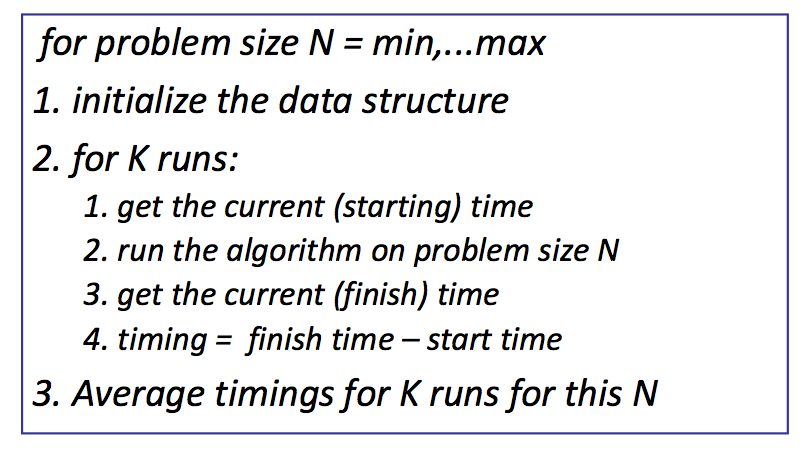 for problem size N = min,...max
1. initialize the data structure
2. for K runs:
1. get the current (starting) time
2. run the algorithm on problem size N
3. get the current (finish) time
4. timing = finish time – start time
3. Average timings for K runs for this N